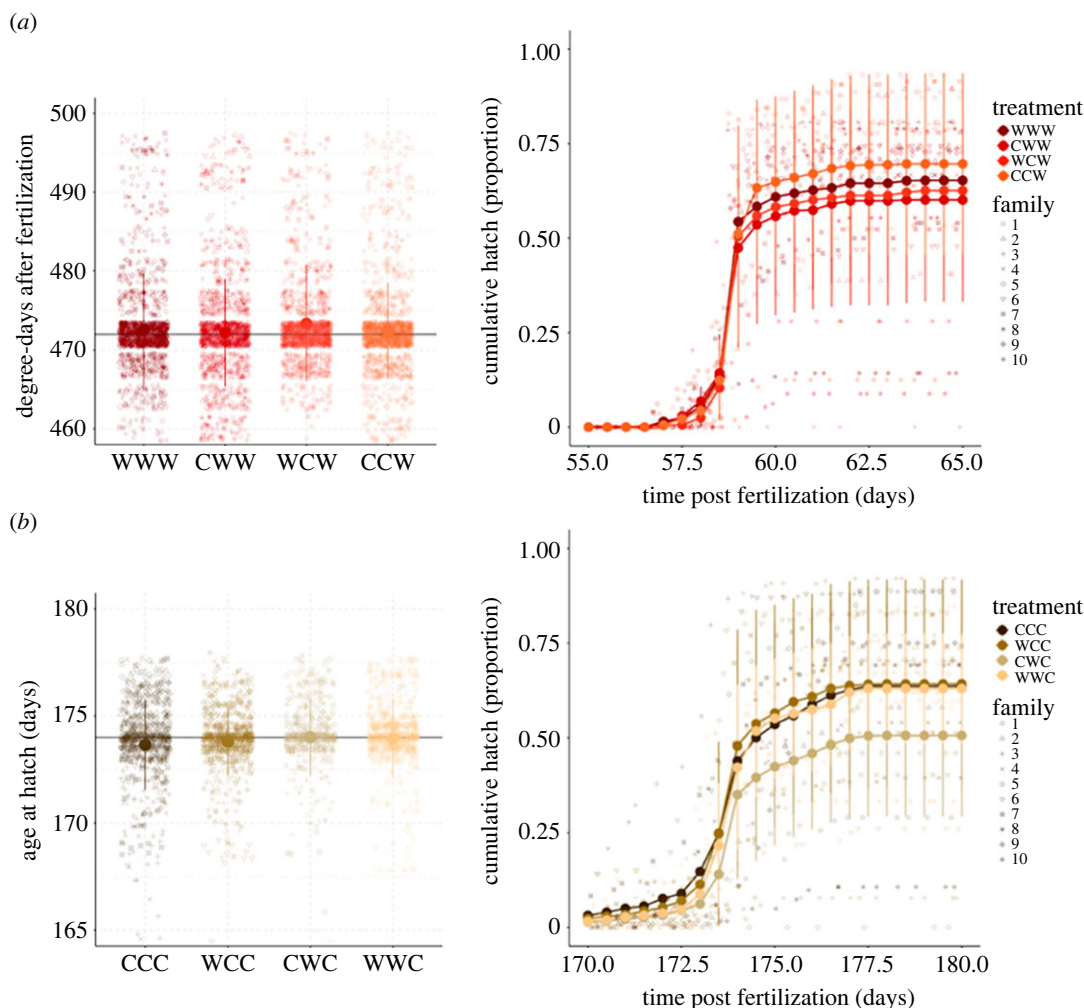 (a)
500
490
480
470
460
degree-days after fertilization
WWW CWW WCW CCW
1.00
0.75
0.50
0.25
0
cumulative hatch (proportion)
55.0 57.5 60.0 62.5 65.0
time post fertilization (days)
treatment
WWW
CWW
WCW
CCW
family
1
2
3
4
5
6
7
8
9
10
(b)
180
175
170
165
age at hatch (days)
CCC WCC CWC WWC
1.00
0.75
0.50
0.25
0
cumulative hatch (proportion)
170.0 172.5 175.0 177.5 180.0
time post fertilization (days)
treatment
CCC
WCC
CWC
WWC
family
1
2
3
4
5
6
7
8
9
10